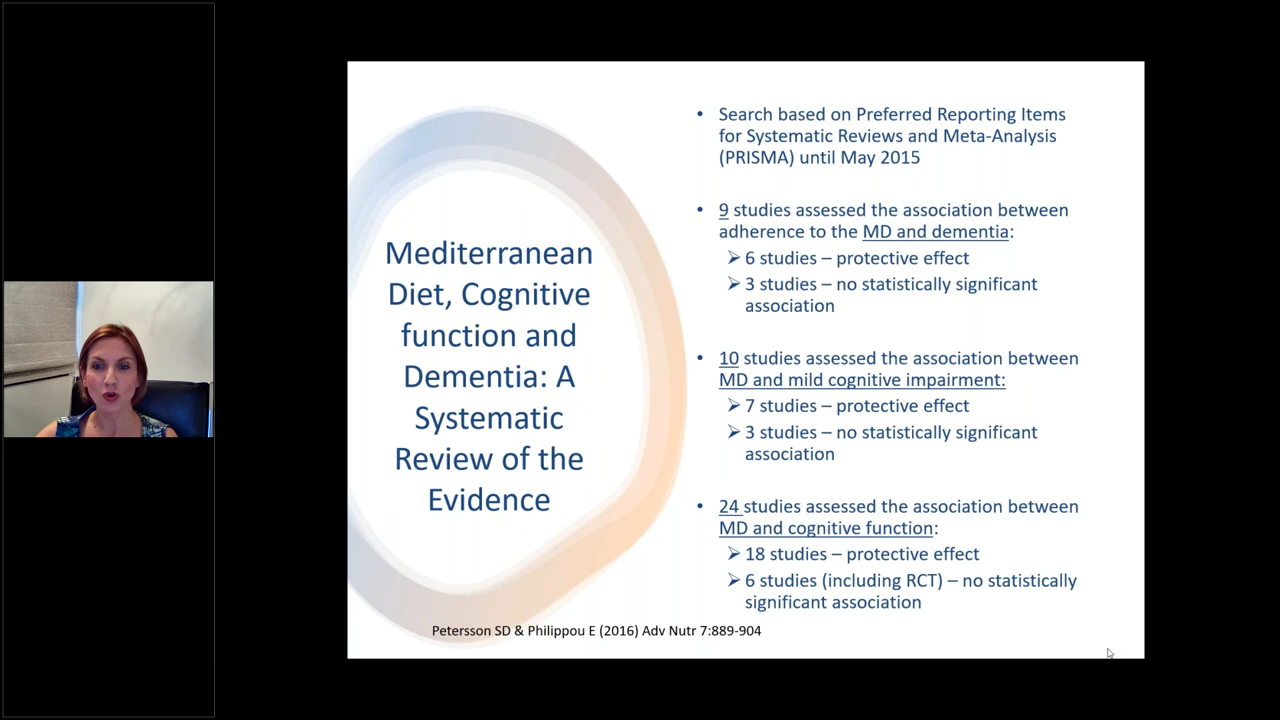 Mediterranean
Diet, Cognitive
function and
Dementia: A
Systematic
Review of the
Evidence
• Search based on Preferred Reporting Items
for Systematic Reviews and Meta-Analysis
(PRISMA) until May 2015
• 9 studies assessed the association between
adherence to the MD and dementia:
➢ 6 studies – protective effect
➢ 3 studies – no statistically significant
association
• 10 studies assessed the association between
MD and mild cognitive impairment:
➢ 7 studies – protective effect
➢ 3 studies – no statistically significant
association
• 24 studies assessed the association between
MD and cognitive function:
➢ 18 studies – protective effect
➢ 6 studies (including RCT) – no statistically
significant association
Petersson SD & Philippou E (2016) Adv Nutr 7:889-904